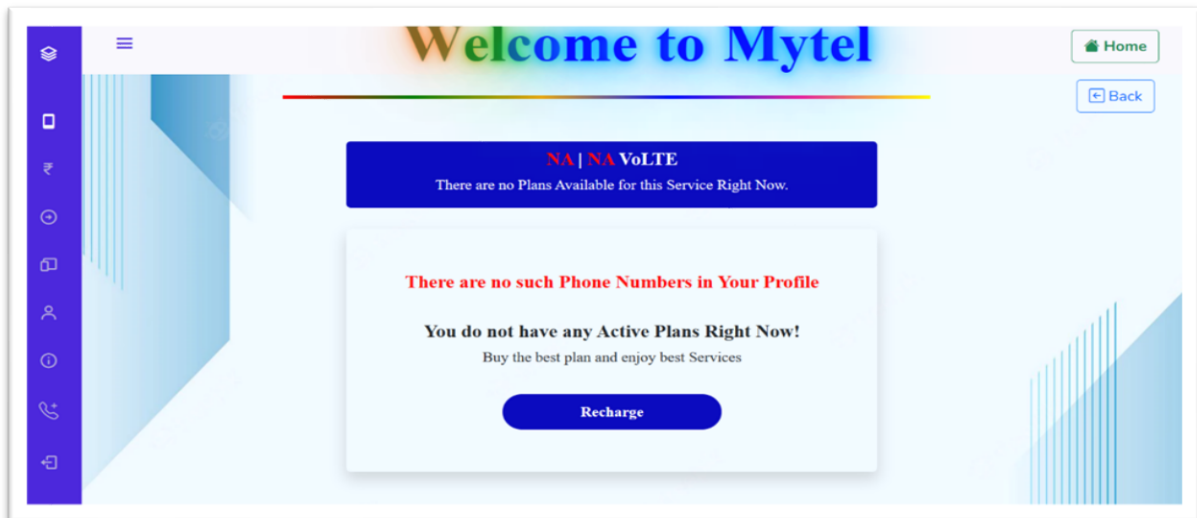 Welcome to Mytel
Home
Back
NA | NA VoLTE
There are no Plans Available for this Service Right Now.
There are no such Phone Numbers in Your Profile
You do not have any Active Plans Right Now!
Buy the best plan and enjoy best Services
Recharge